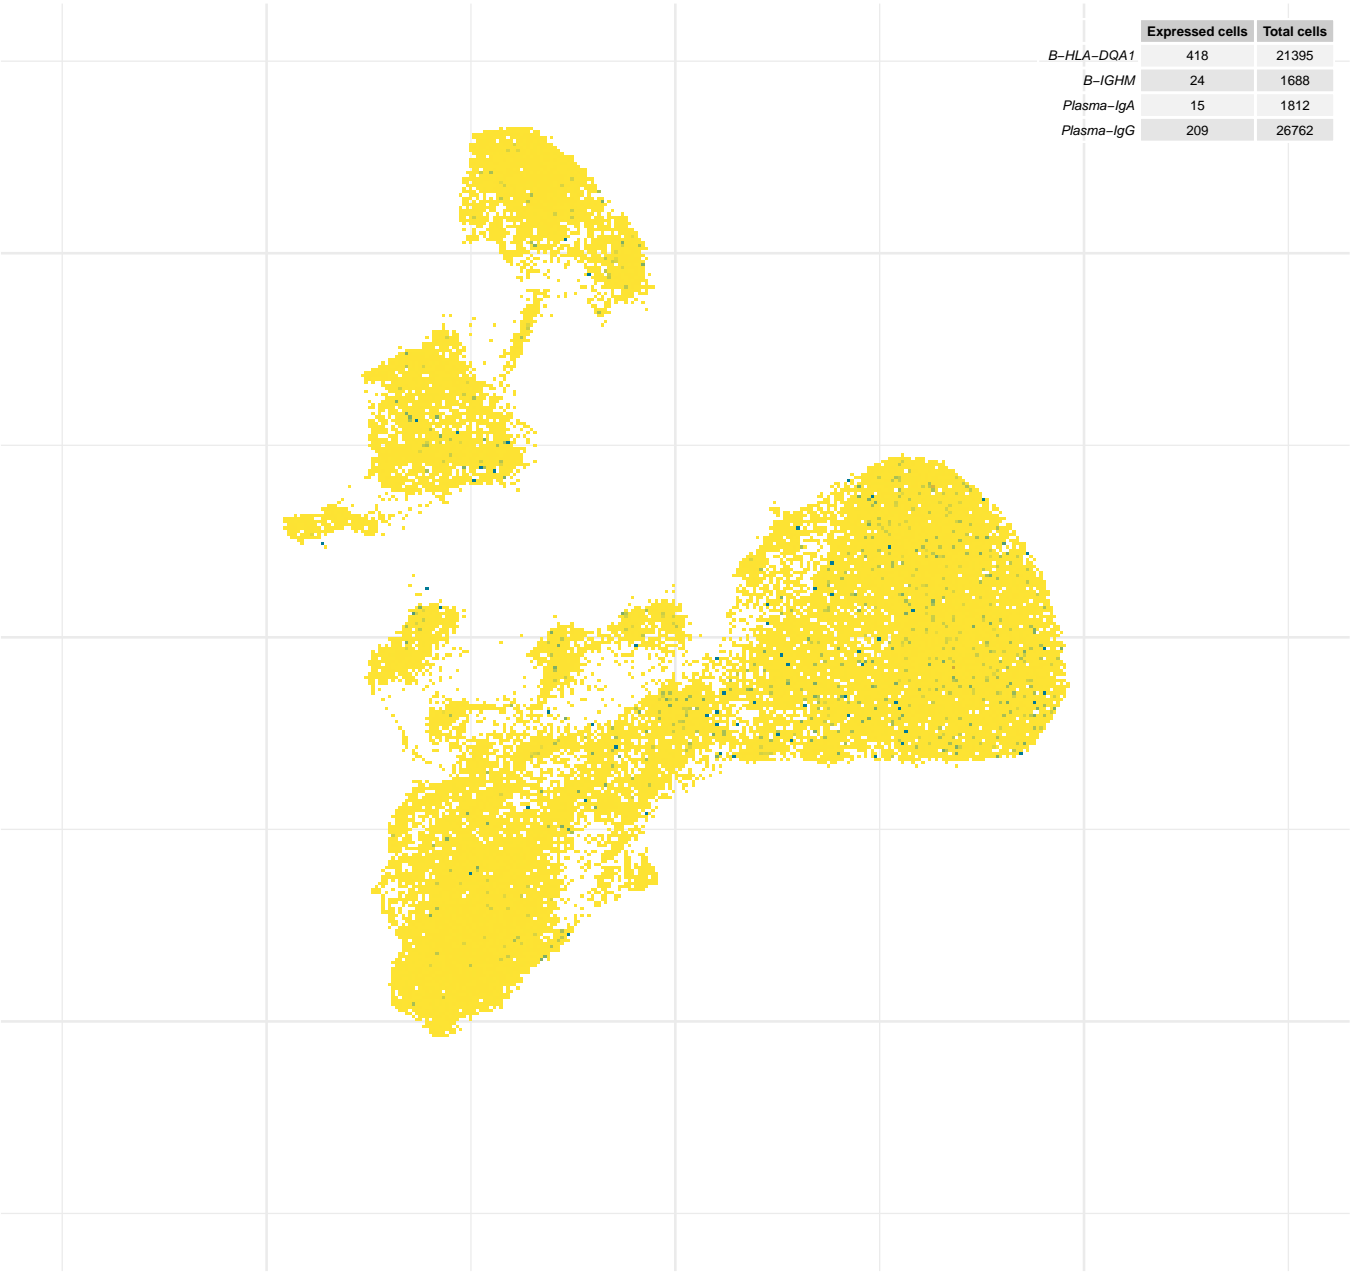 Expressed cells Total cells
B−HLA−DQA1 418 21395
B−IGHM 24 1688
Plasma−IgA 15 1812
Plasma−IgG 209 26762